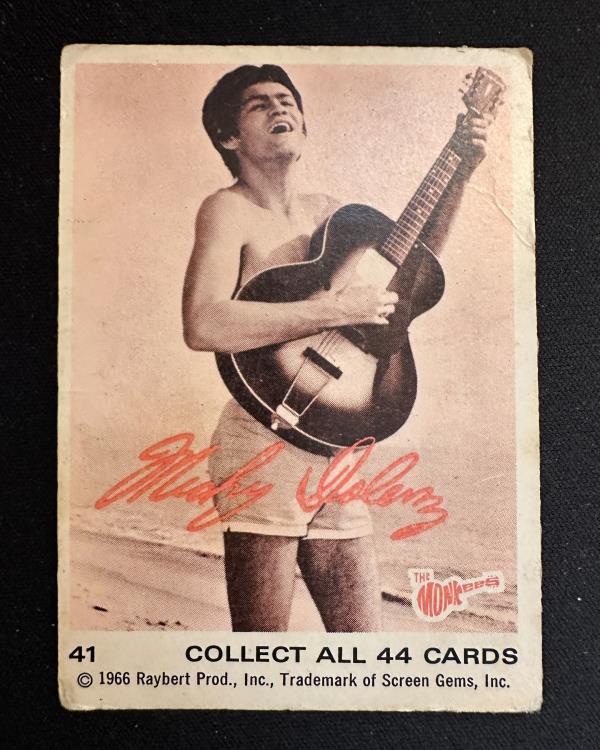 Micky Dolenz
THE
MONKEES
41 COLLECT ALL 44 CARDS
© 1966 Raybert Prod., Inc., Trademark of Screen Gems, Inc.